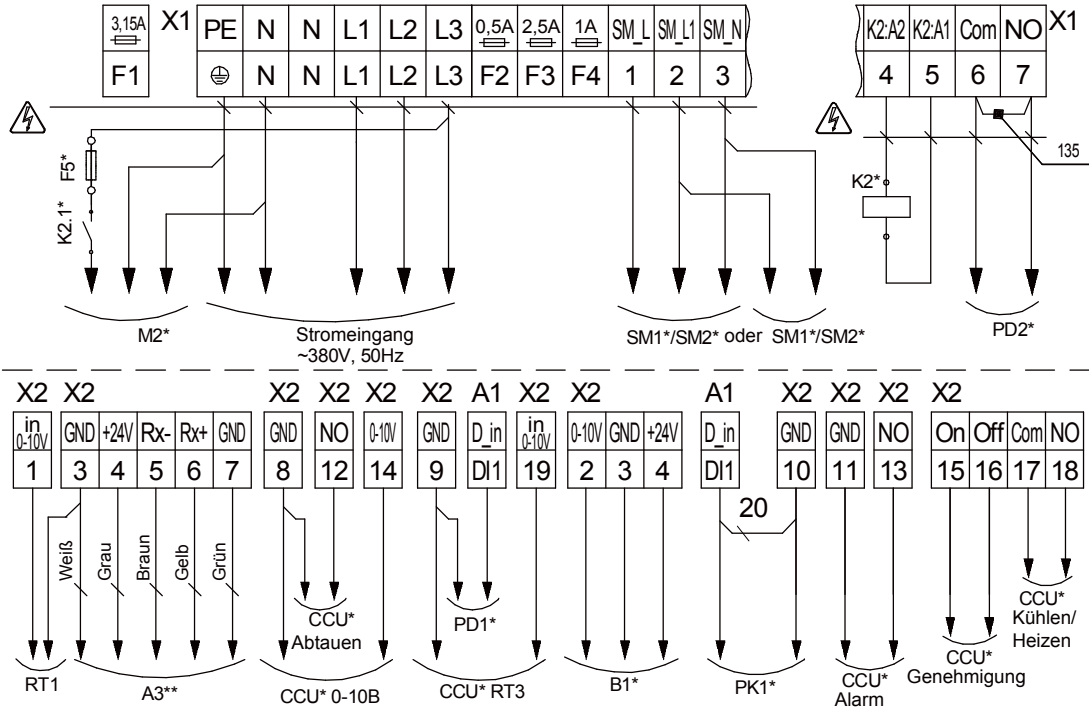 3,15A X1 PE N N L1 L2 L3 0,5A 2,5A 1A SM_L SM_L1 SM_N K2:A2 K2:A1 Com NO X1
F1 N N L1 L2 L3 F2 F3 F4 1 2 3 4 5 6 7
135
F5*
K2.1*
K2*
M2*
Stromeingang
~380V, 50Hz
SM1*/SM2* oder SM1*/SM2*
PD2*
X2 X2 X2 X2 X2 X2 A1 X2 X2 A1 X2 X2 X2 X2
in 0-10V GND +24V Rx- Rx+ GND GND NO 0-10V GND D_in in 0-10V 0-10V GND +24V D_in GND GND NO On Off Com NO
1 3 4 5 6 7 8 12 14 9 DI1 19 2 3 4 DI1 10 11 13 15 16 17 18
20
Weiß
Grau
Braun
Gelb
Grün
CCU*
Abtauen
PD1*
CCU*
Kühlen/
Heizen
RT1
A3**
CCU* 0-10B
CCU* RT3
B1*
PK1*
CCU*
Alarm
CCU*
Genehmigung